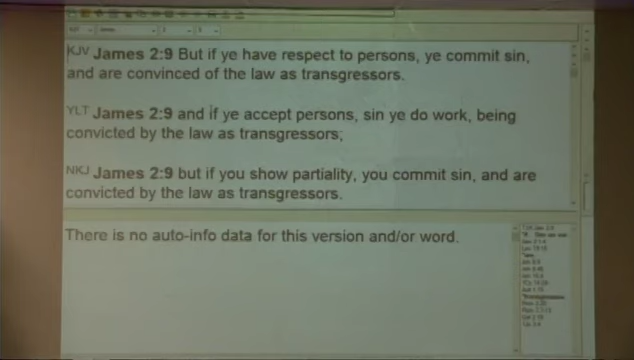 KJV James 2:9 But if ye have respect to persons, ye commit sin,
and are convinced of the law as transgressors.
YLT James 2:9 and if ye accept persons, sin ye do work, being
convicted by the law as transgressors;
NKJ James 2:9 but if you show partiality, you commit sin, and are
convicted by the law as transgressors.
There is no auto-info data for this version and/or word.